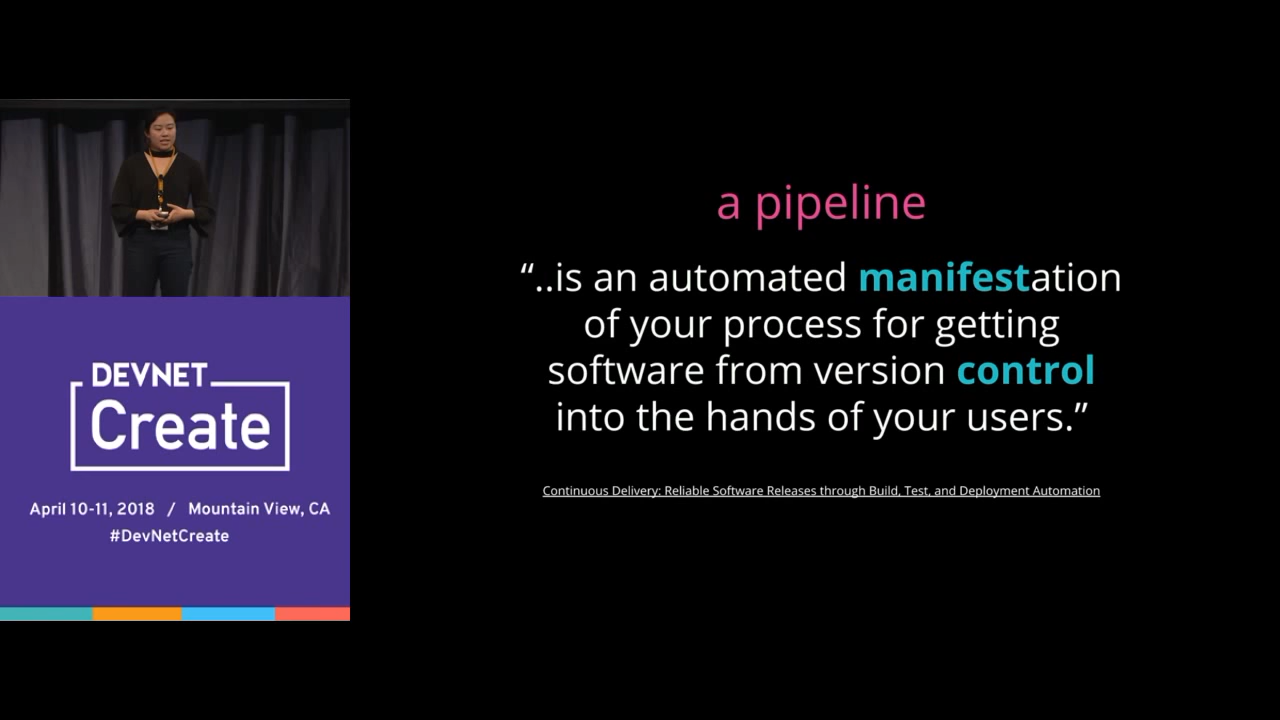 a pipeline
“..is an automated manifestation
of your process for getting
software from version control
into the hands of your users.”
Continuous Delivery: Reliable Software Releases through Build, Test, and Deployment Automation
DEVNET
Create
April 10-11, 2018 / Mountain View, CA
#DevNetCreate